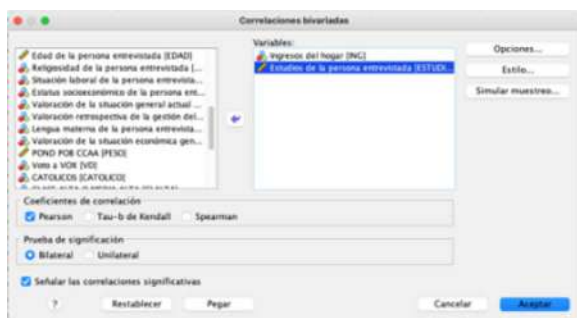 Correlaciones bivariadas
Edad de la persona entrevistada [EDAD]
Religiosidad de la persona entrevistada [...
Situación laboral de la persona entrevista...
Estatus socioeconómico de la persona ent...
Valoración de la situación general actual ...
Valoración retrospectiva de la gestión del...
Lengua materna de la persona entrevista...
Valoración de la situación económica gen...
POND POR CCAA [PESO]
Voto a VOX [VD]
CATOLICOS [CATOLICO]
Variables:
Ingresos del hogar [ING]
Estudios de la persona entrevistada [ESTUDI...
Opciones...
Estilo...
Simular muestreo...
Coeficientes de correlación
Pearson Tau-b de Kendall Spearman
Prueba de significación
Bilateral Unilateral
Señalar las correlaciones significativas
? Restablecer Pegar Cancelar Aceptar